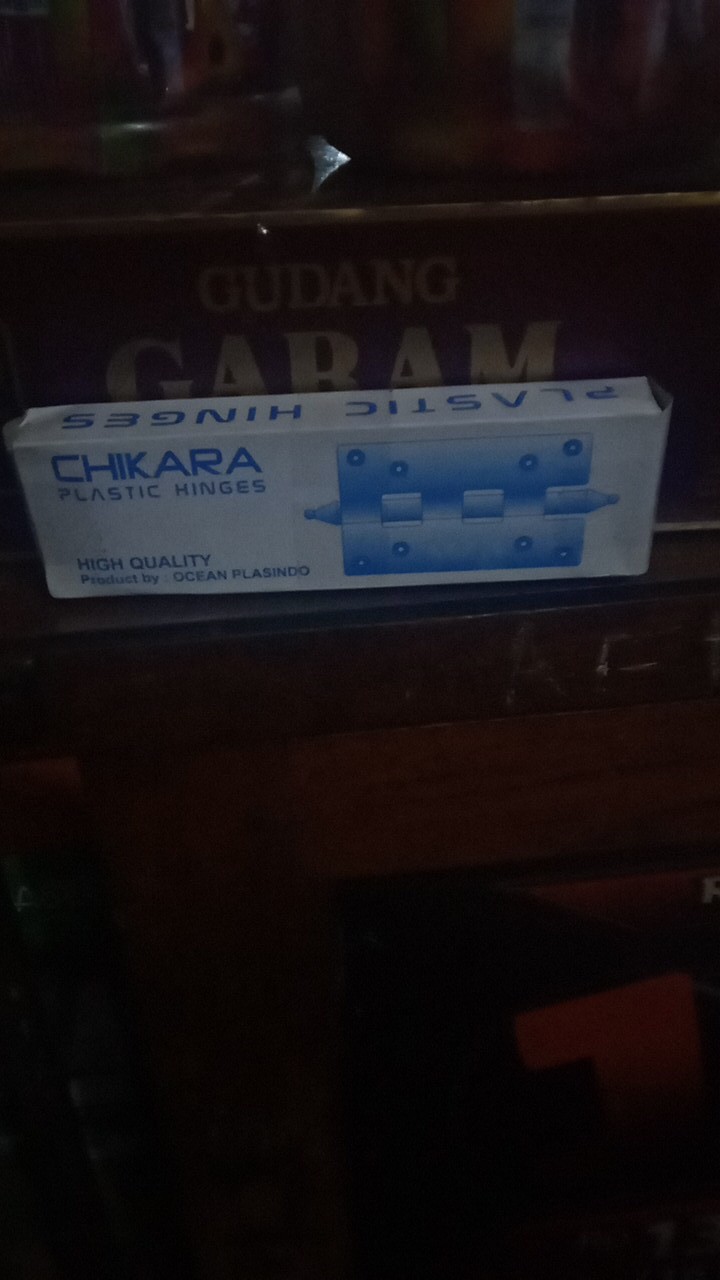 GUDANG
GARAM
PLASTIC HINGES
CHIKARA
PLASTIC HINGES
HIGH QUALITY
Product by OCEAN PLASINDO